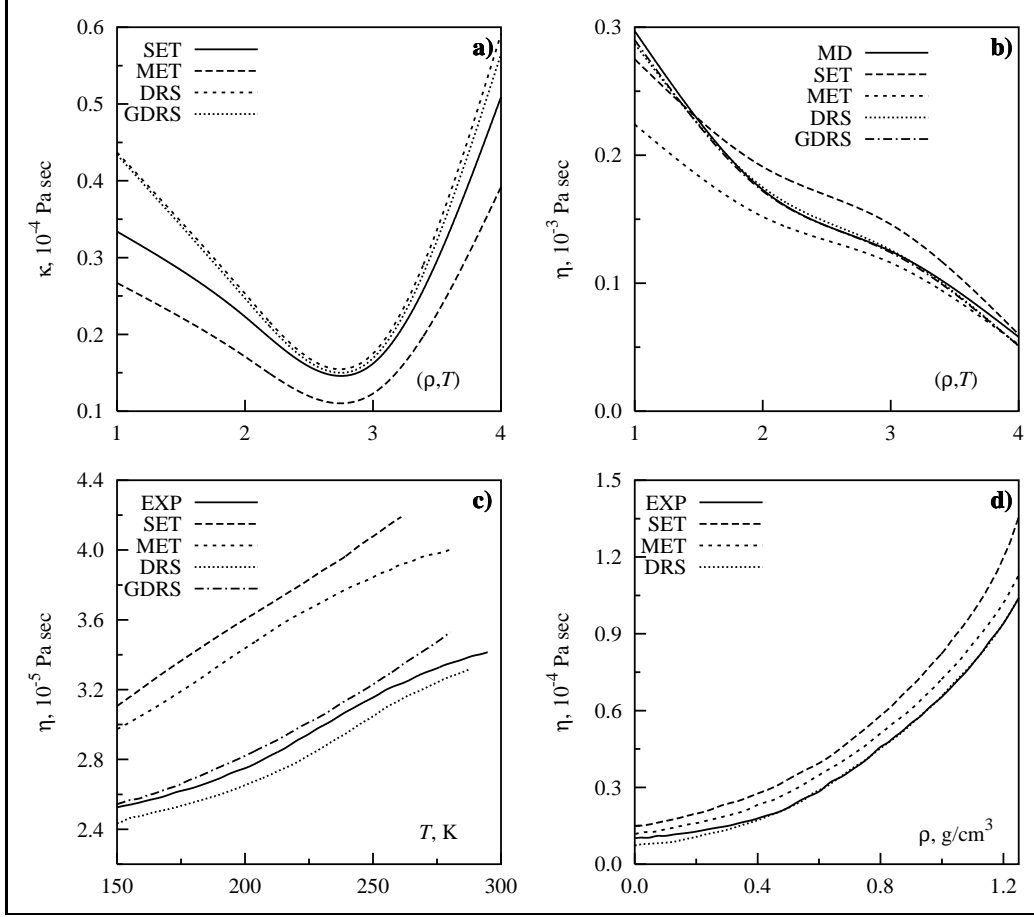 a)
0.6
0.5
0.4
0.3
0.2
0.1
κ, 10-4 Pa sec
SET
MET
DRS
GDRS
(ρ,T)
1 2 3 4
b)
0.3
0.2
0.1
0.0
η, 10-3 Pa sec
MD
SET
MET
DRS
GDRS
(ρ,T)
1 2 3 4
c)
4.4
4.0
3.6
3.2
2.8
2.4
η, 10-5 Pa sec
EXP
SET
MET
DRS
GDRS
T, K
150 200 250 300
d)
1.5
1.2
0.9
0.6
0.3
0.0
η, 10-4 Pa sec
EXP
SET
MET
DRS
ρ, g/cm3
0.0 0.4 0.8 1.2